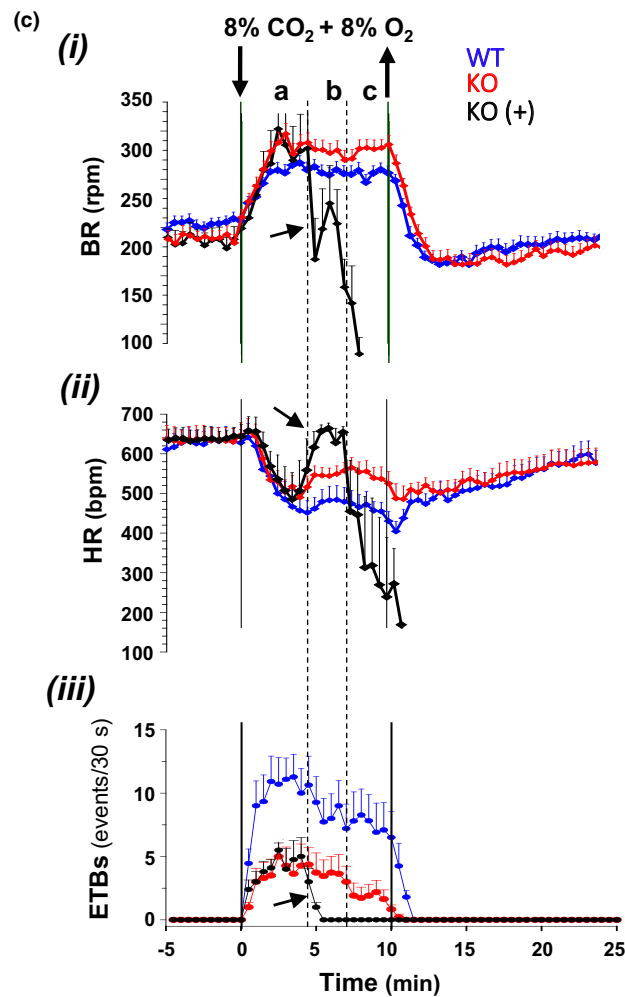 (c)
8% CO₂ + 8% O₂
(i)
WT
KO
KO (+)
a b c
350
300
250
200
150
100
BR (rpm)
(ii)
700
600
500
400
300
200
100
HR (bpm)
(iii)
15
10
5
0
ETBs (events/30 s)
-5 0 5 10 15 20 25
Time (min)